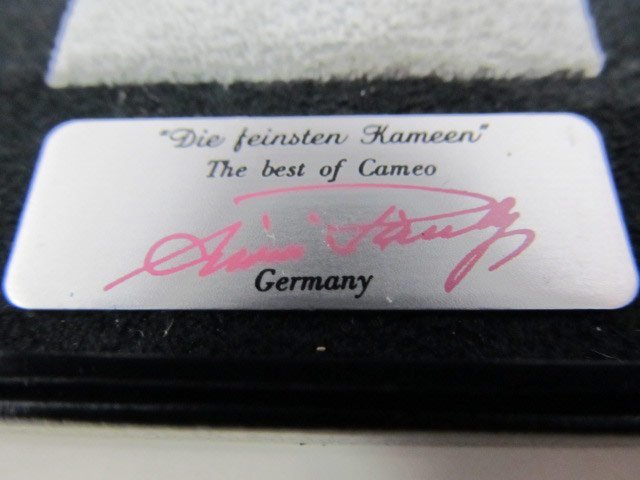 "Die feinsten Kameen"
The best of Cameo
Germany